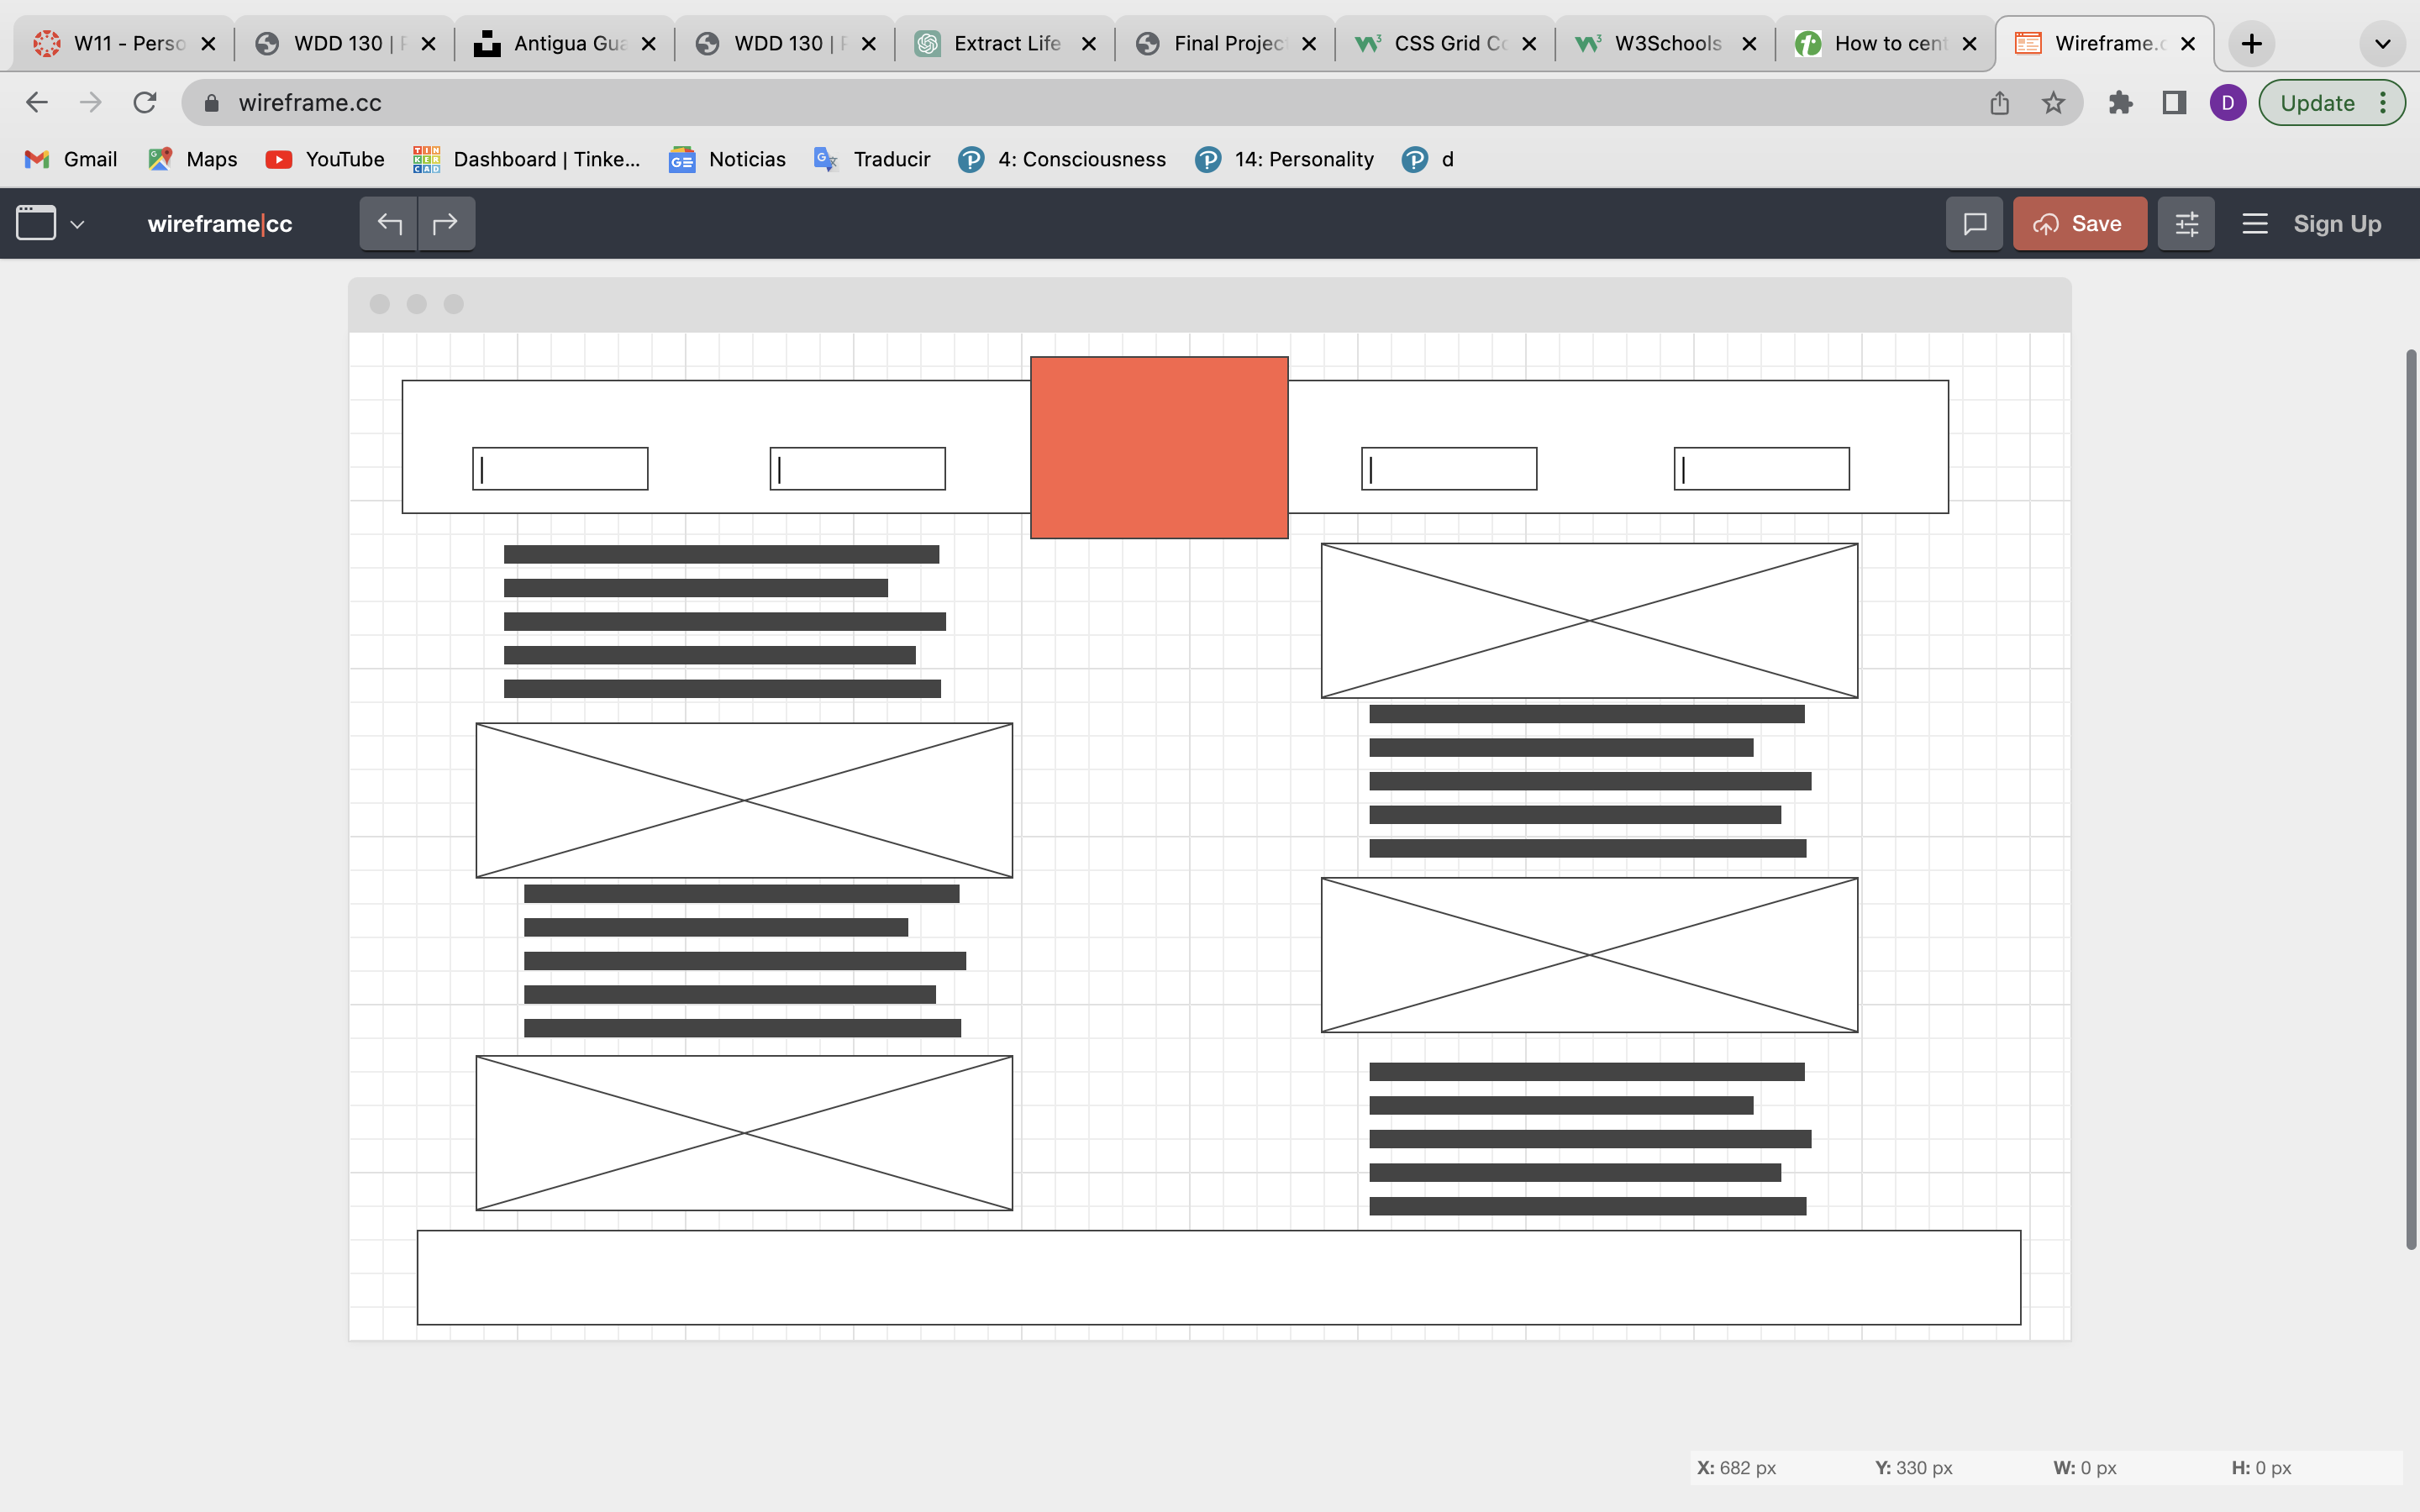 W11 - Perso WDD 130 | Antigua Gua WDD 130 | Extract Life Final Projec CSS Grid Co W3Schools How to cent Wireframe.c
wireframe.cc D Update
Gmail Maps YouTube Dashboard | Tinke... Noticias Traducir 4: Consciousness 14: Personality d
wireframe|cc Save Sign Up
X: 682 px Y: 330 px W: 0 px H: 0 px